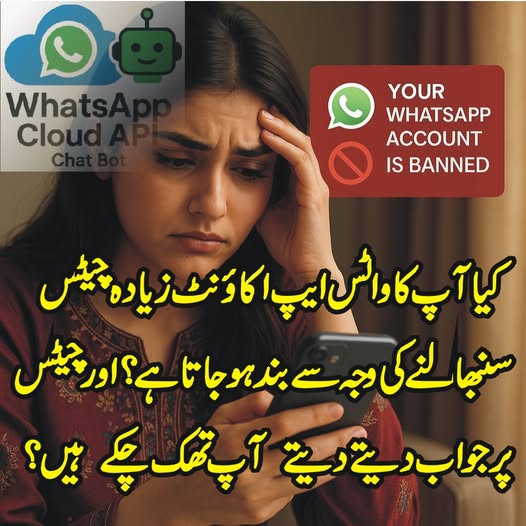 WhatsApp
Cloud API
Chat Bot
YOUR
WHATSAPP
ACCOUNT
IS BANNED
کیا آپ کا واٹس ایپ اکاؤنٹ زیادہ چیٹس
سنبھالنے کی وجہ سے بند ہو جاتا ہے؟ اور چیٹس
پر جواب دیتے دیتے آپ تھک چکے ہیں؟